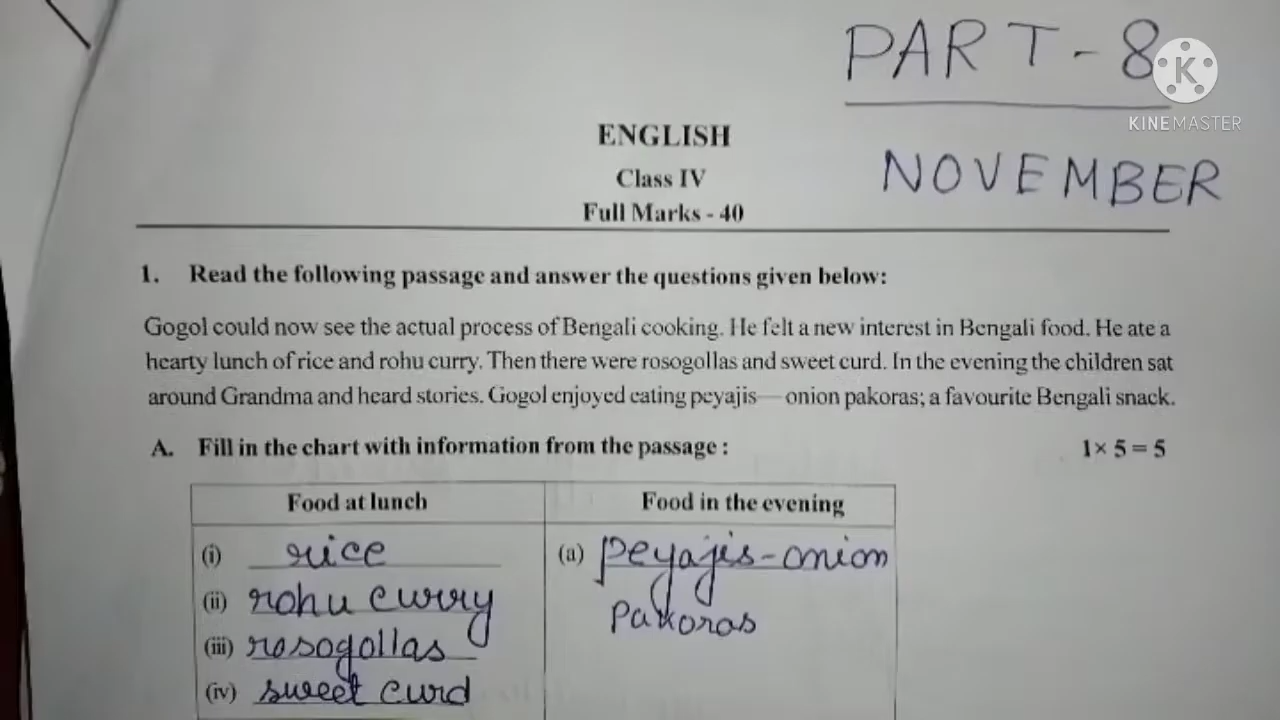 PART-8
K
KINEMASTER
ENGLISH
NOVEMBER
Class IV
Full Marks - 40
1. Read the following passage and answer the questions given below:
Gogol could now see the actual process of Bengali cooking. He felt a new interest in Bengali food. He ate a
hearty lunch of rice and rohu curry. Then there were rosogollas and sweet curd. In the evening the children sat
around Grandma and heard stories. Gogol enjoyed eating peyajis— onion pakoras; a favourite Bengali snack.
A. Fill in the chart with information from the passage : 1× 5 = 5
Food at lunch Food in the evening
(i) rice (a) peyajis-onion
(ii) rohu curry pakoras
(iii) rosogollas
(iv) sweet curd